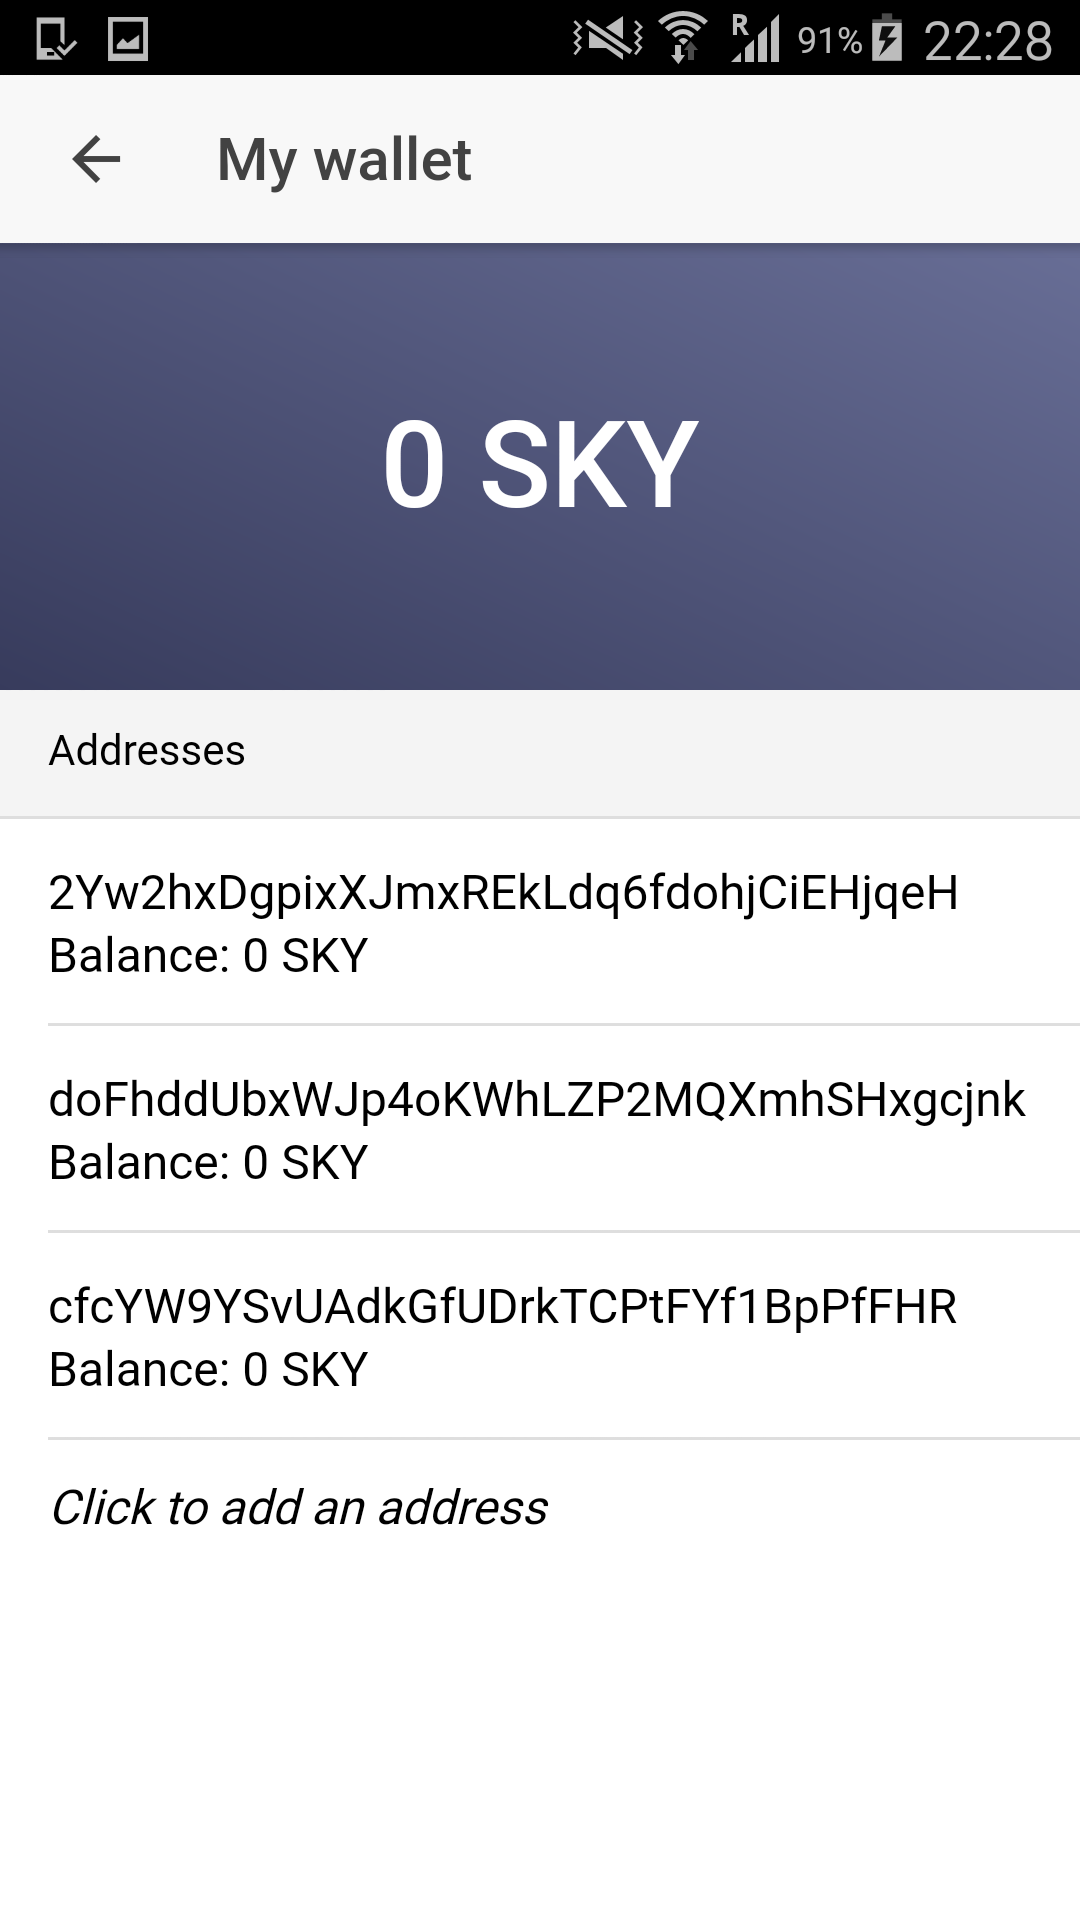 R 91% 22:28
My wallet
0 SKY
Addresses
2Yw2hxDgpixXJmxREkLdq6fdohjCiEHjqeH
Balance: 0 SKY
doFhddUbxWJp4oKWhLZP2MQXmhSHxgcjnk
Balance: 0 SKY
cfcYW9YSvUAdkGfUDrkTCPtFYf1BpPfFHR
Balance: 0 SKY
Click to add an address